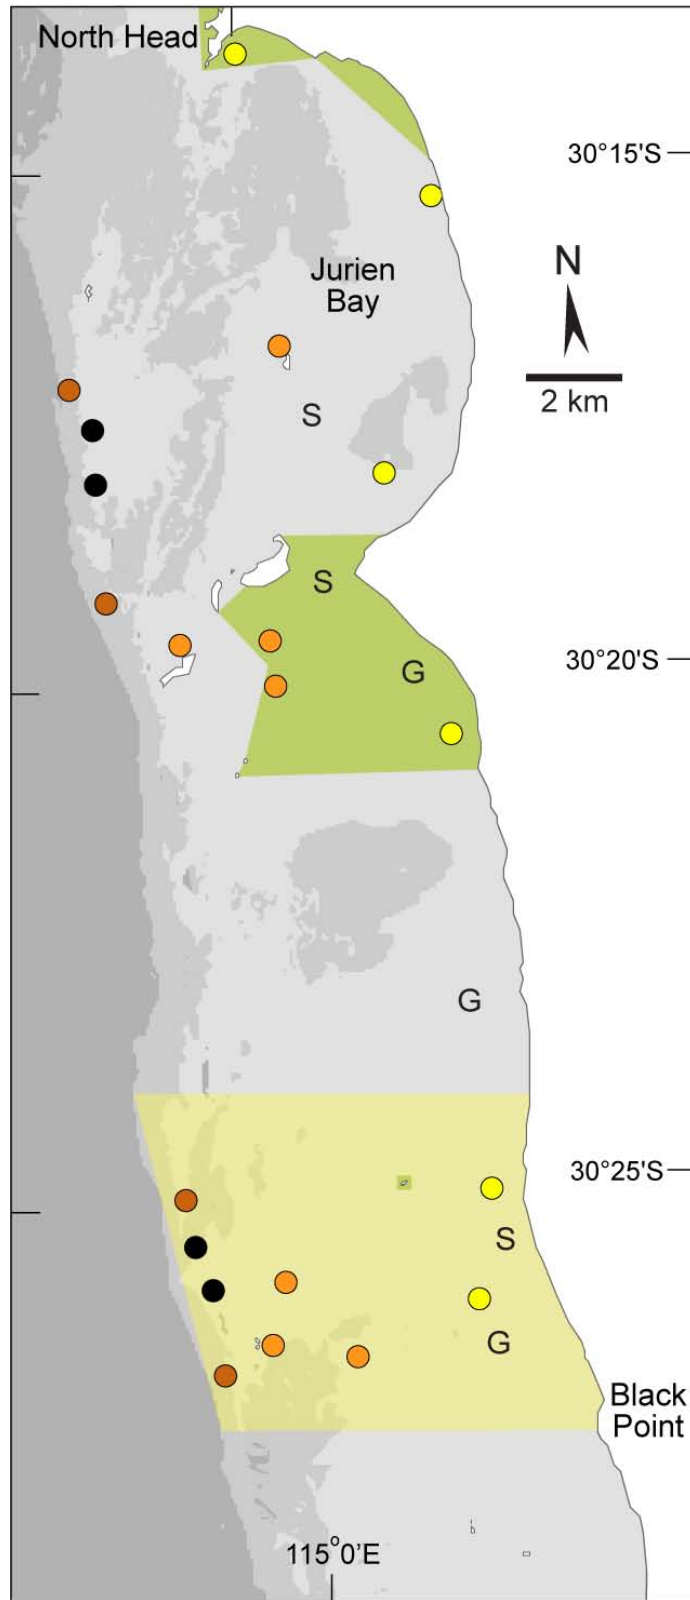 North Head
30°15'S
N
Jurien
Bay
2 km
S
S
30°20'S
G
G
30°25'S
S
G
Black
Point
115°0'E